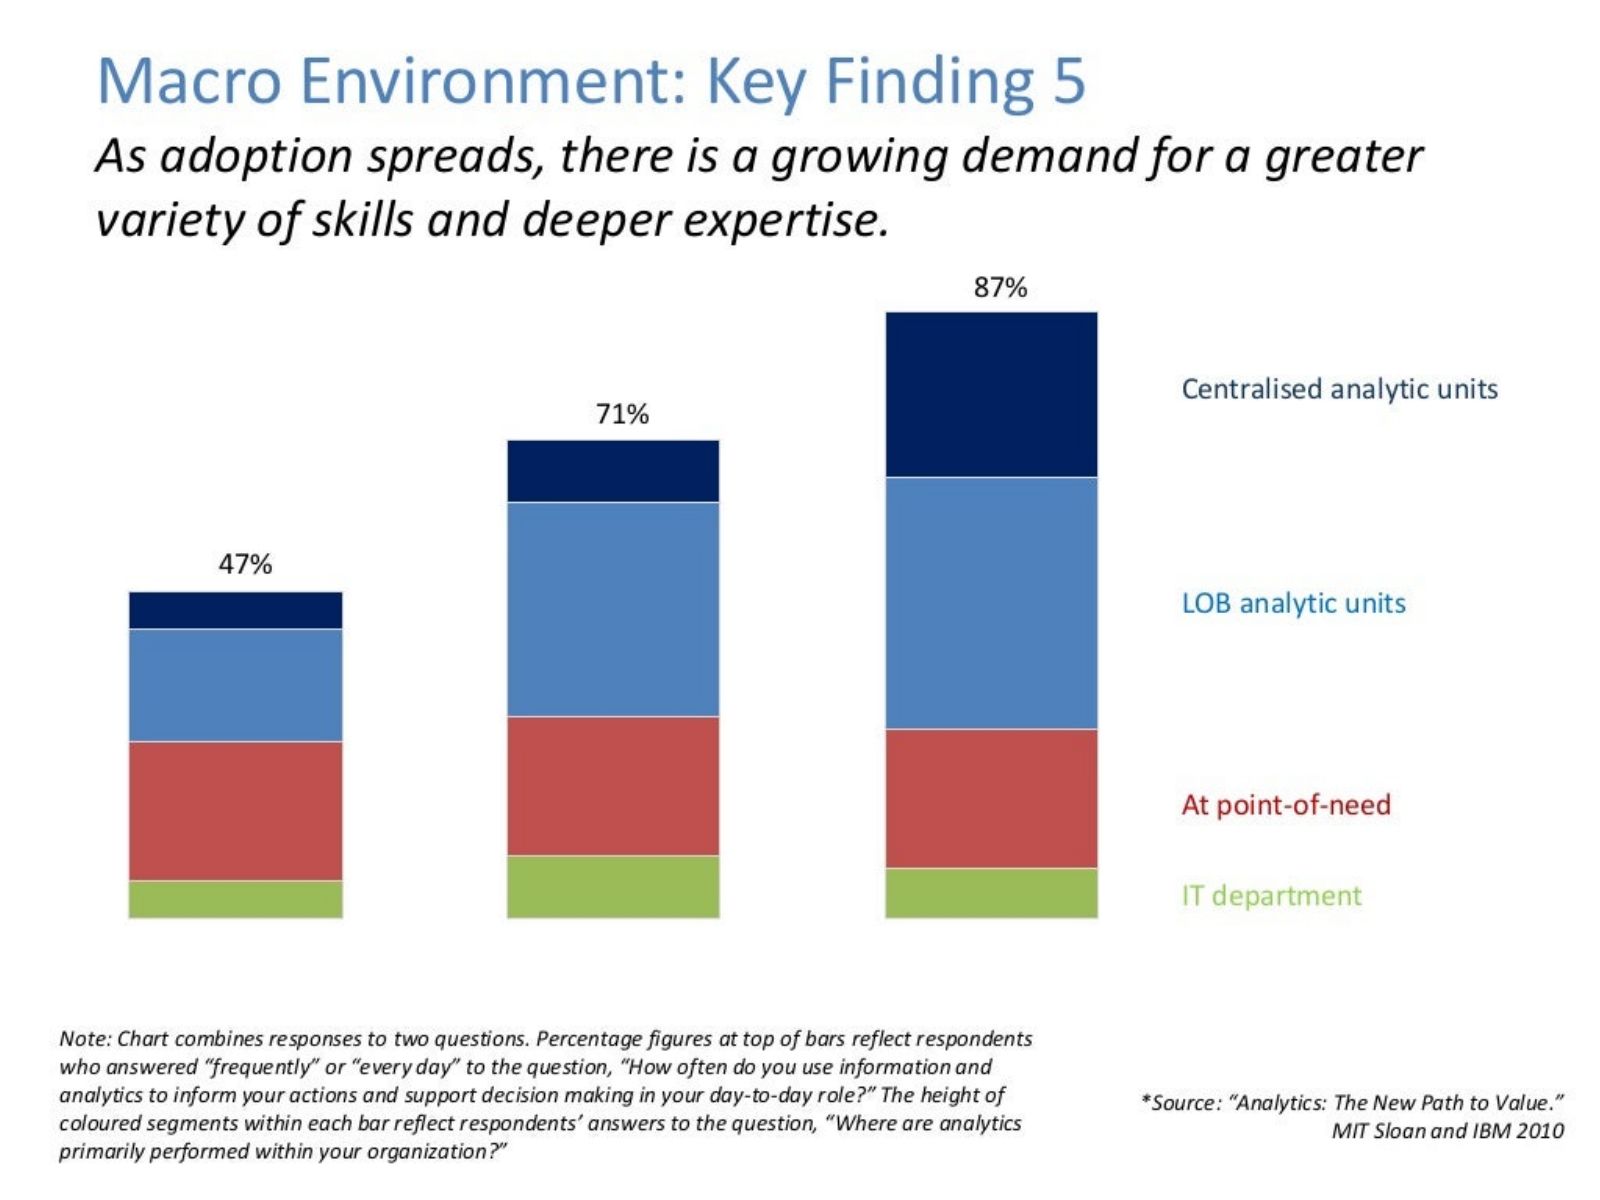 Macro Environment: Key Finding 5
As adoption spreads, there is a growing demand for a greater
variety of skills and deeper expertise.
87%
Centralised analytic units
71%
47%
LOB analytic units
At point-of-need
IT department
Note: Chart combines responses to two questions. Percentage figures at top of bars reflect respondents
who answered “frequently” or “every day” to the question, “How often do you use information and
analytics to inform your actions and support decision making in your day-to-day role?” The height of
coloured segments within each bar reflect respondents’ answers to the question, “Where are analytics
primarily performed within your organization?”
*Source: “Analytics: The New Path to Value.”
MIT Sloan and IBM 2010